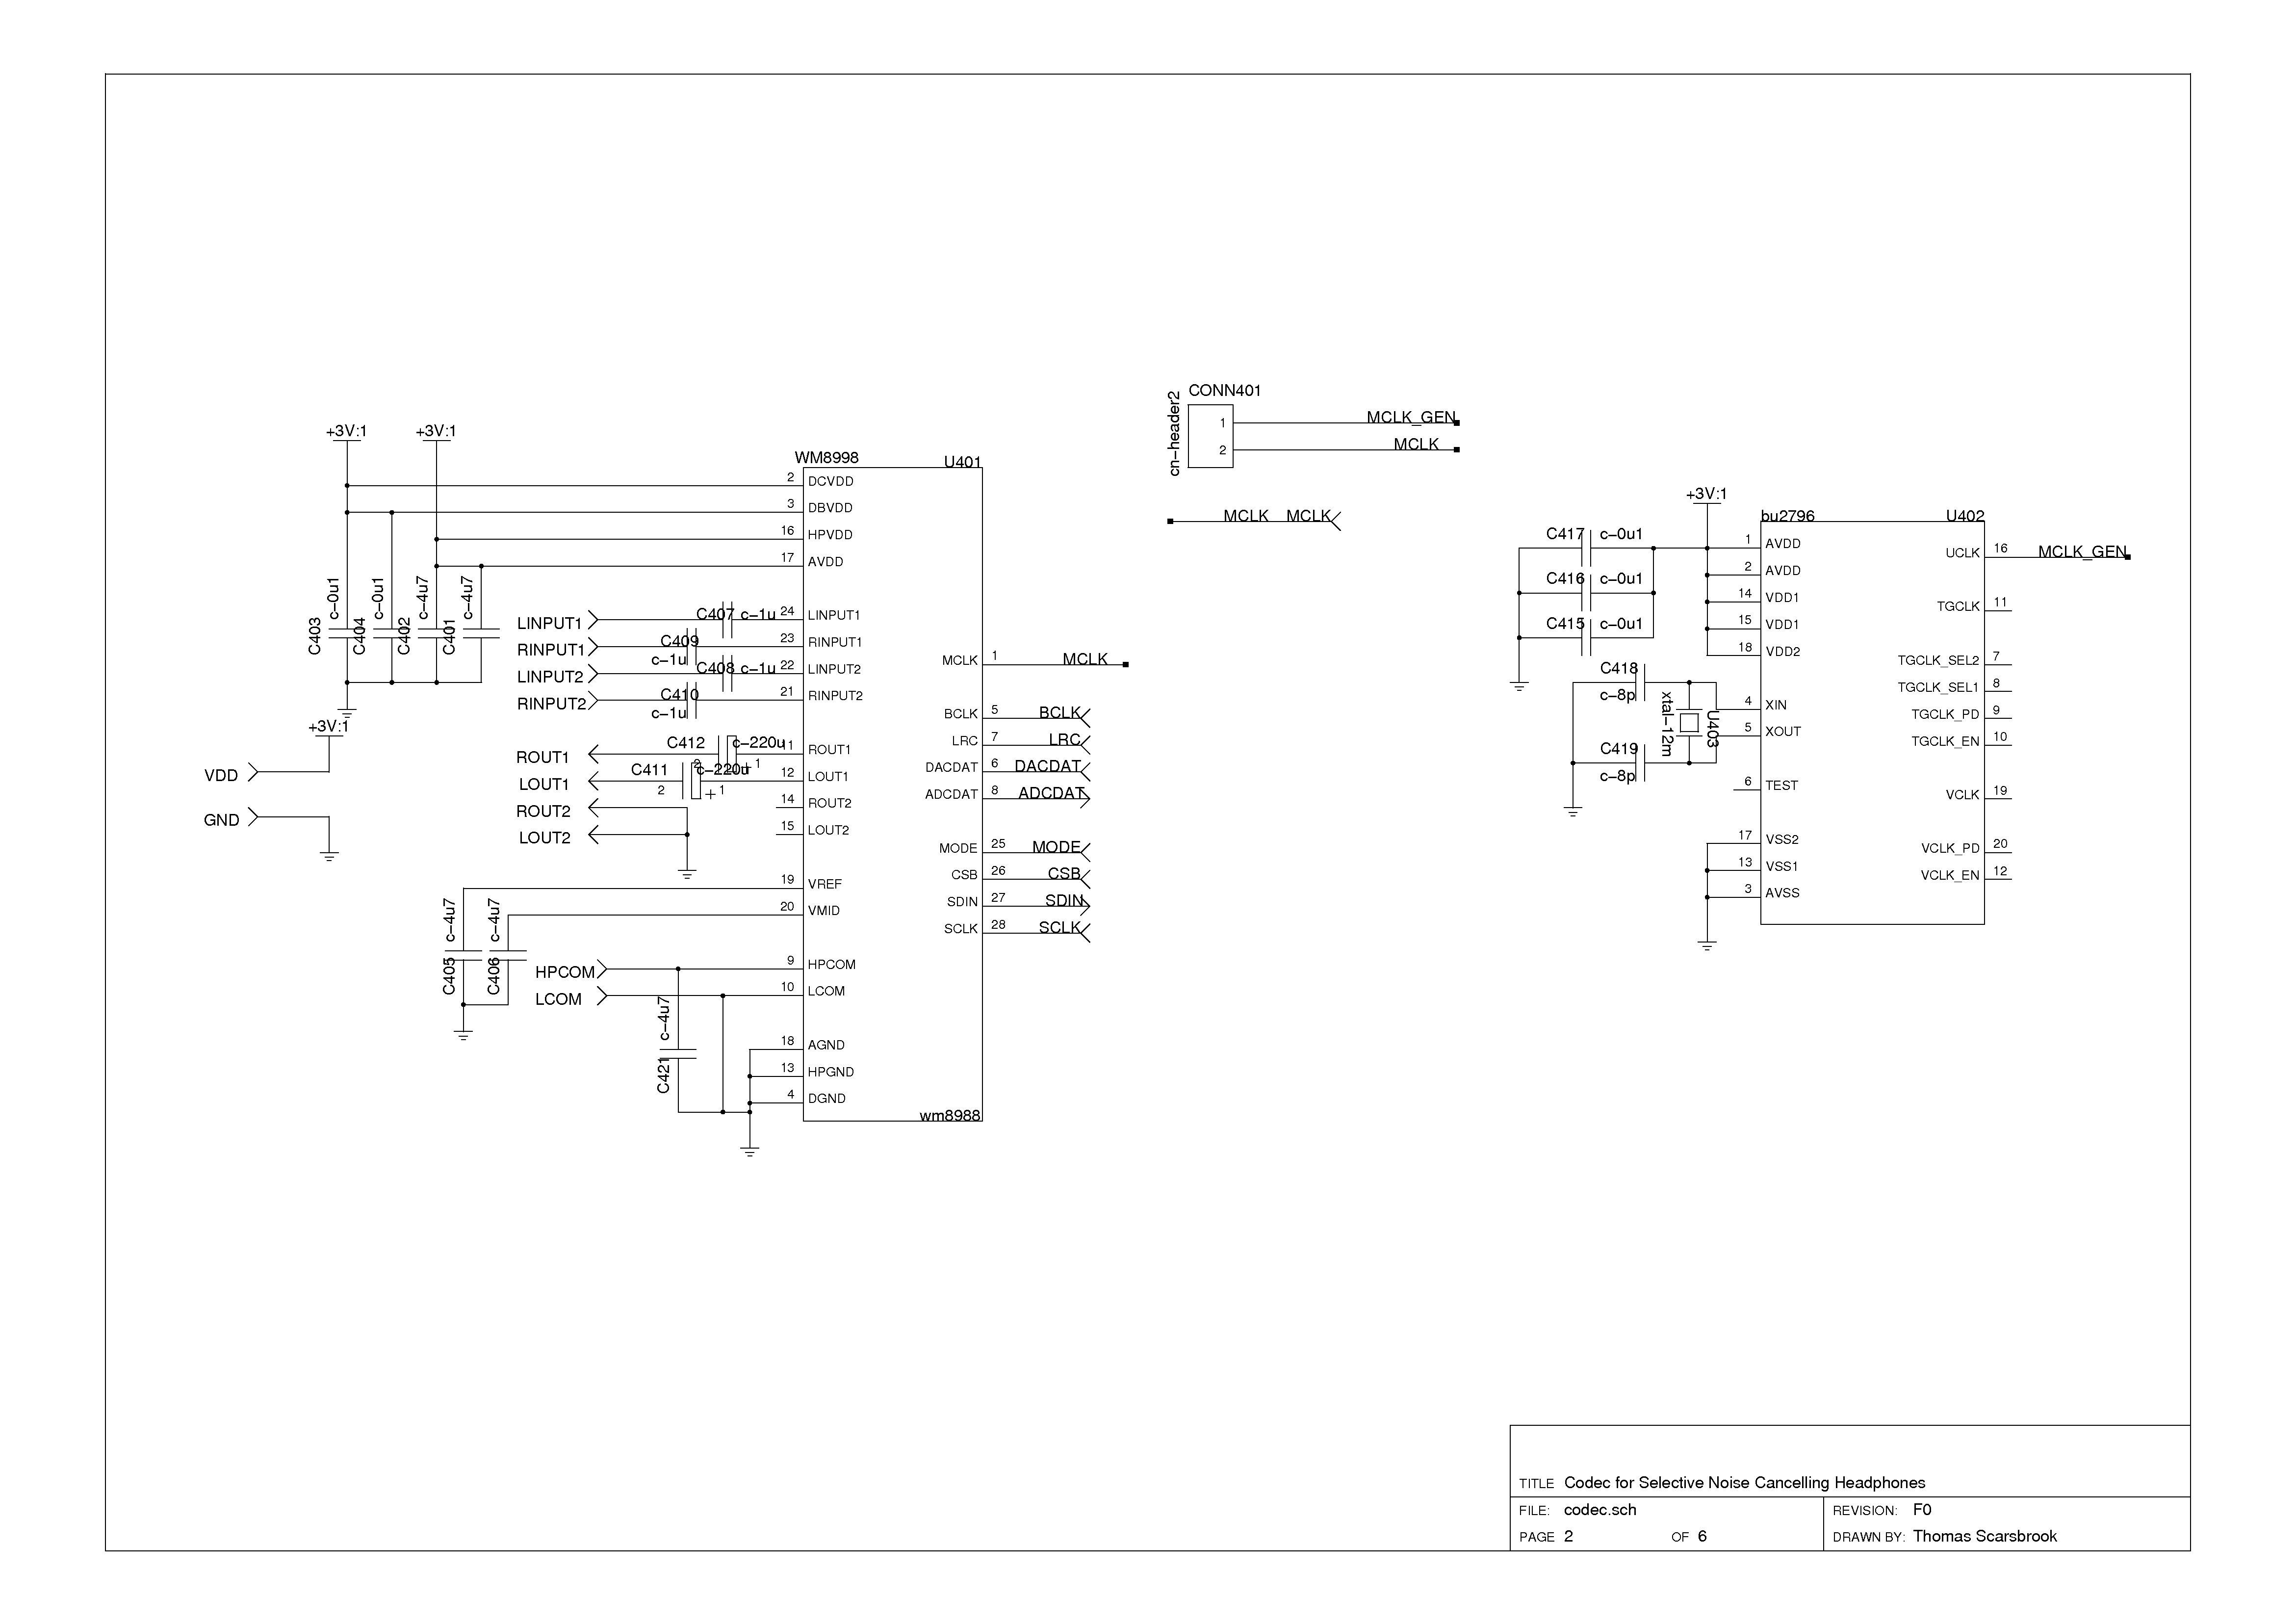 CONN401
cn-header2
1 MCLK_GEN
2 MCLK
MCLK MCLK
+3V:1 +3V:1
WM8998 U401
2 DCVDD
3 DBVDD
16 HPVDD
17 AVDD
C403 c-0u1
C404 c-0u1
C402 c-4u7
C401 c-4u7
LINPUT1 C407 c-1u 24 LINPUT1
RINPUT1 C409 c-1u 23 RINPUT1
LINPUT2 C408 c-1u 22 LINPUT2
RINPUT2 C410 c-1u 21 RINPUT2
+3V:1
VDD
GND
ROUT1 C412 2 c-220u + 1 11 ROUT1
LOUT1 C411 2 c-220u + 1 12 LOUT1
ROUT2 14 ROUT2
LOUT2 15 LOUT2
19 VREF
20 VMID
C405 c-4u7
C406 c-4u7
HPCOM 9 HPCOM
LCOM 10 LCOM
C421 c-4u7
18 AGND
13 HPGND
4 DGND
wm8988
MCLK 1 MCLK
BCLK 5 BCLK
LRC 7 LRC
DACDAT 6 DACDAT
ADCDAT 8 ADCDAT
MODE 25 MODE
CSB 26 CSB
SDIN 27 SDIN
SCLK 28 SCLK
+3V:1
bu2796 U402
C417 c-0u1
C416 c-0u1
C415 c-0u1
C418 c-8p
C419 c-8p
xtal-12m U403
1 AVDD
2 AVDD
14 VDD1
15 VDD1
18 VDD2
4 XIN
5 XOUT
6 TEST
17 VSS2
13 VSS1
3 AVSS
UCLK 16 MCLK_GEN
TGCLK 11
TGCLK_SEL2 7
TGCLK_SEL1 8
TGCLK_PD 9
TGCLK_EN 10
VCLK 19
VCLK_PD 20
VCLK_EN 12
TITLE Codec for Selective Noise Cancelling Headphones
FILE: codec.sch REVISION: F0
PAGE 2 OF 6 DRAWN BY: Thomas Scarsbrook